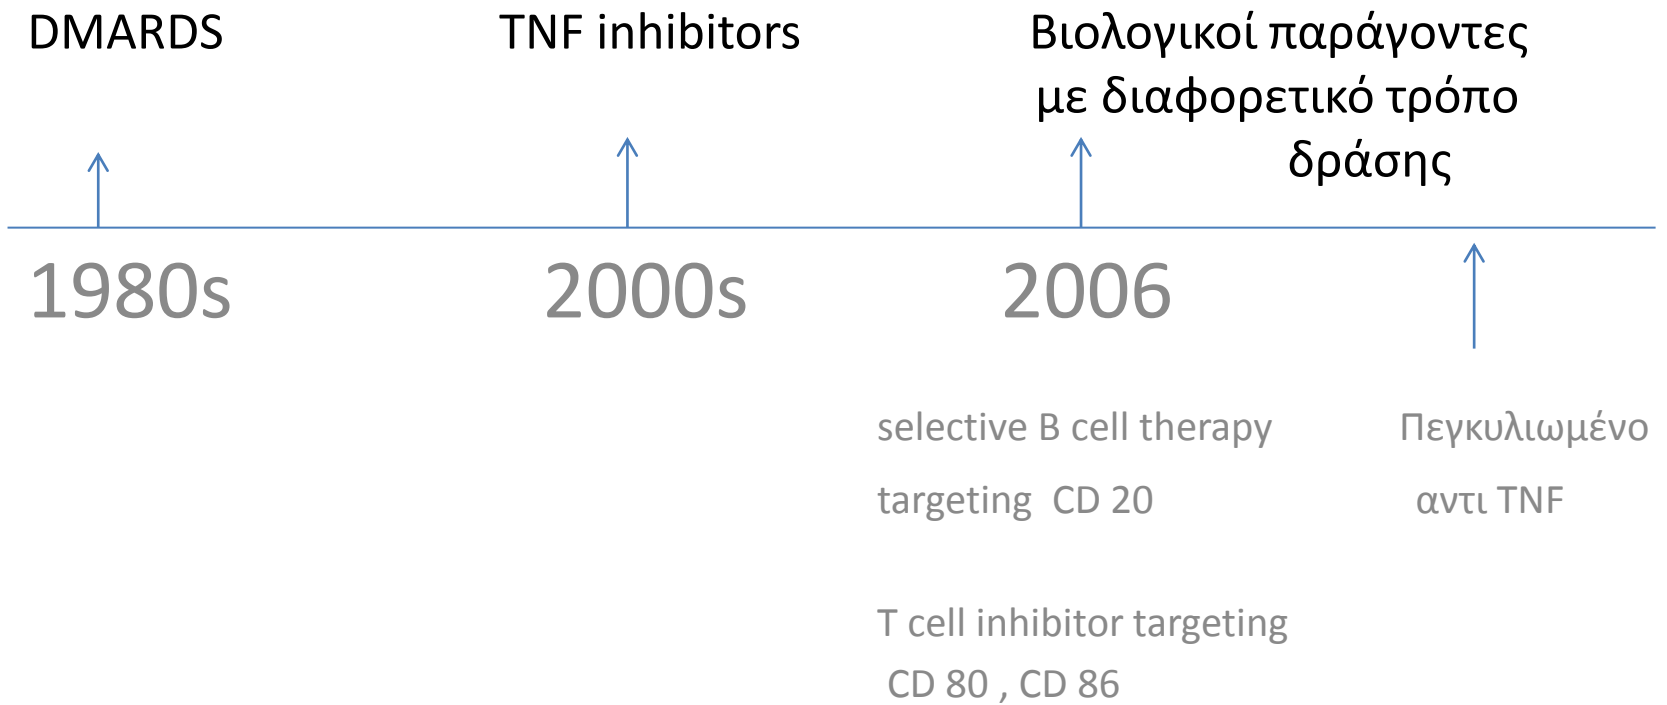 DMARDS
TNF inhibitors
Βιολογικοί παράγοντες
με διαφορετικό τρόπο
δράσης
1980s
2000s
2006
selective B cell therapy
targeting CD 20
Πεγκυλιωμένο
αντι TNF
T cell inhibitor targeting
CD 80 , CD 86